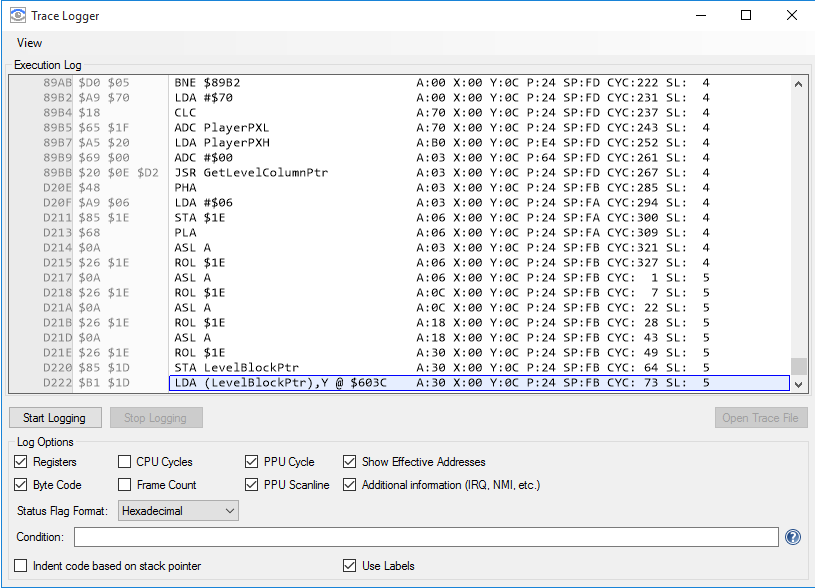 Trace Logger
View
Execution Log
89AB $D0 $05 BNE $89B2 A:00 X:00 Y:0C P:24 SP:FD CYC:222 SL: 4
89B2 $A9 $70 LDA #$70 A:00 X:00 Y:0C P:24 SP:FD CYC:231 SL: 4
89B4 $18 CLC A:70 X:00 Y:0C P:24 SP:FD CYC:237 SL: 4
89B5 $65 $1F ADC PlayerPXL A:70 X:00 Y:0C P:24 SP:FD CYC:243 SL: 4
89B7 $A5 $20 LDA PlayerPXH A:B0 X:00 Y:0C P:E4 SP:FD CYC:252 SL: 4
89B9 $69 $00 ADC #$00 A:03 X:00 Y:0C P:64 SP:FD CYC:261 SL: 4
89BB $20 $0E $D2 JSR GetLevelColumnPtr A:03 X:00 Y:0C P:24 SP:FD CYC:267 SL: 4
D20E $48 PHA A:03 X:00 Y:0C P:24 SP:FB CYC:285 SL: 4
D20F $A9 $06 LDA #$06 A:03 X:00 Y:0C P:24 SP:FA CYC:294 SL: 4
D211 $85 $1E STA $1E A:06 X:00 Y:0C P:24 SP:FA CYC:300 SL: 4
D213 $68 PLA A:06 X:00 Y:0C P:24 SP:FA CYC:309 SL: 4
D214 $0A ASL A A:03 X:00 Y:0C P:24 SP:FB CYC:321 SL: 4
D215 $26 $1E ROL $1E A:06 X:00 Y:0C P:24 SP:FB CYC:327 SL: 4
D217 $0A ASL A A:06 X:00 Y:0C P:24 SP:FB CYC: 1 SL: 5
D218 $26 $1E ROL $1E A:0C X:00 Y:0C P:24 SP:FB CYC: 7 SL: 5
D21A $0A ASL A A:0C X:00 Y:0C P:24 SP:FB CYC: 22 SL: 5
D21B $26 $1E ROL $1E A:18 X:00 Y:0C P:24 SP:FB CYC: 28 SL: 5
D21D $0A ASL A A:18 X:00 Y:0C P:24 SP:FB CYC: 43 SL: 5
D21E $26 $1E ROL $1E A:30 X:00 Y:0C P:24 SP:FB CYC: 49 SL: 5
D220 $85 $1D STA LevelBlockPtr A:30 X:00 Y:0C P:24 SP:FB CYC: 64 SL: 5
D222 $B1 $1D LDA (LevelBlockPtr),Y @ $603C A:30 X:00 Y:0C P:24 SP:FB CYC: 73 SL: 5
Start Logging Stop Logging Open Trace File
Log Options
Registers CPU Cycles PPU Cycle Show Effective Addresses
Byte Code Frame Count PPU Scanline Additional information (IRQ, NMI, etc.)
Status Flag Format: Hexadecimal
Condition: ?
Indent code based on stack pointer Use Labels